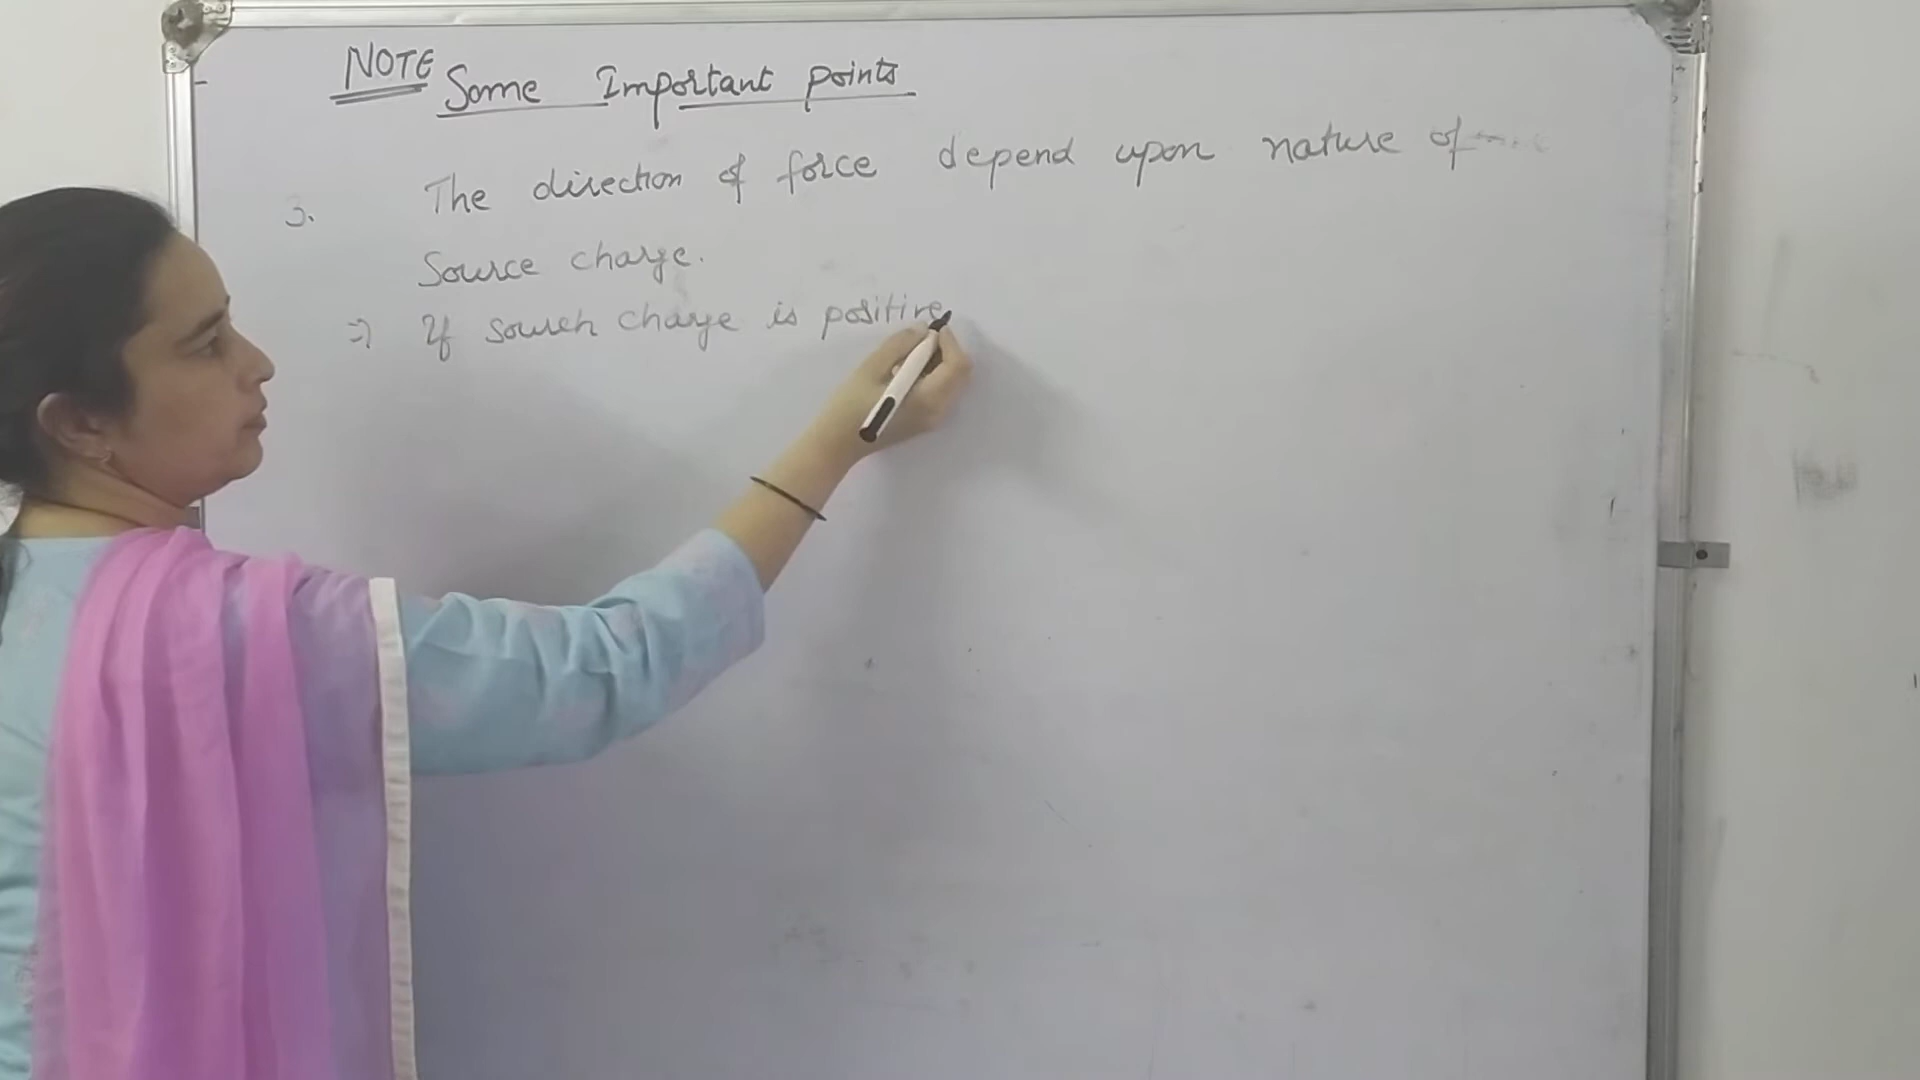 NOTE Some Important points
3. The direction of force depend upon nature of
Source charge.
⇒ If sourch charge is positive